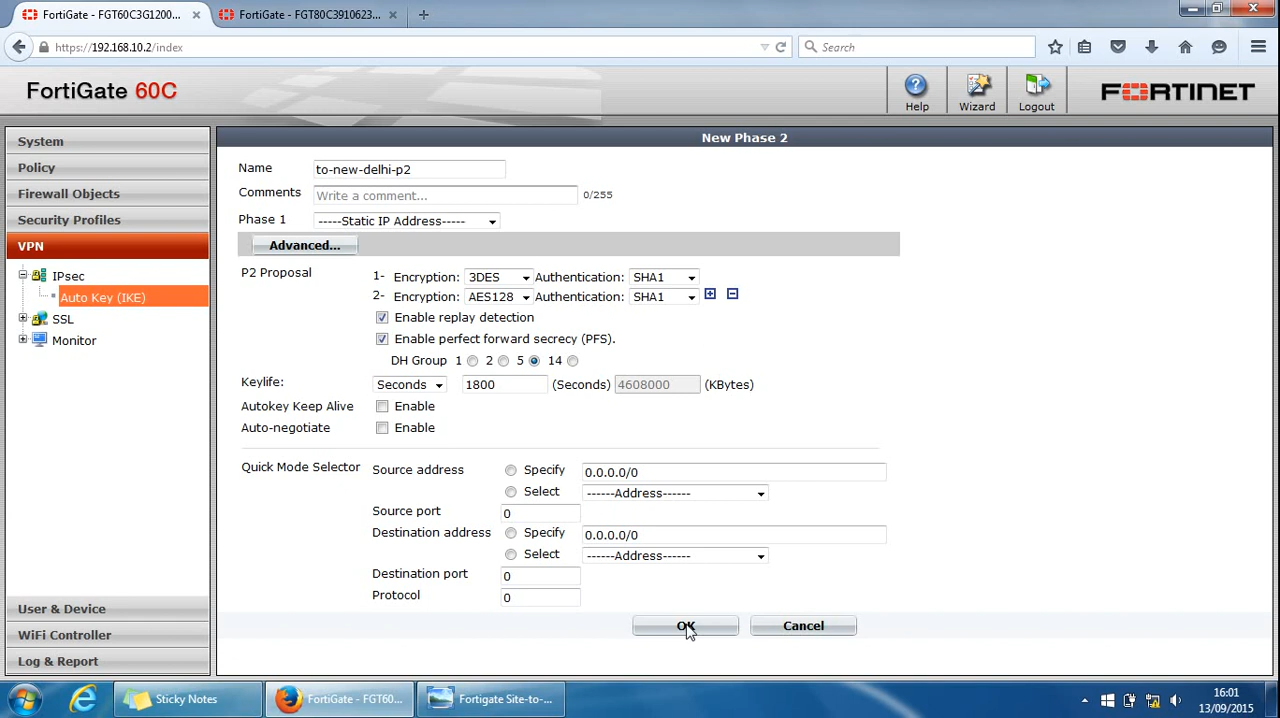 FortiGate - FGT60C3G1200... ×
FortiGate - FGT80C3910623... ×
https://192.168.10.2/index
Search
FortiGate 60C
Help
Wizard
Logout
FORTINET
System
Policy
Firewall Objects
Security Profiles
VPN
IPsec
Auto Key (IKE)
SSL
Monitor
User & Device
WiFi Controller
Log & Report
New Phase 2
Name to-new-delhi-p2
Comments Write a comment... 0/255
Phase 1 -----Static IP Address-----
Advanced...
P2 Proposal 1- Encryption: 3DES Authentication: SHA1
2- Encryption: AES128 Authentication: SHA1
Enable replay detection
Enable perfect forward secrecy (PFS).
DH Group 1 2 5 14
Keylife: Seconds 1800 (Seconds) 4608000 (KBytes)
Autokey Keep Alive Enable
Auto-negotiate Enable
Quick Mode Selector Source address Specify 0.0.0.0/0
Select ------Address------
Source port 0
Destination address Specify 0.0.0.0/0
Select ------Address------
Destination port 0
Protocol 0
OK Cancel
Sticky Notes
FortiGate - FGT60...
Fortigate Site-to-...
16:01
13/09/2015